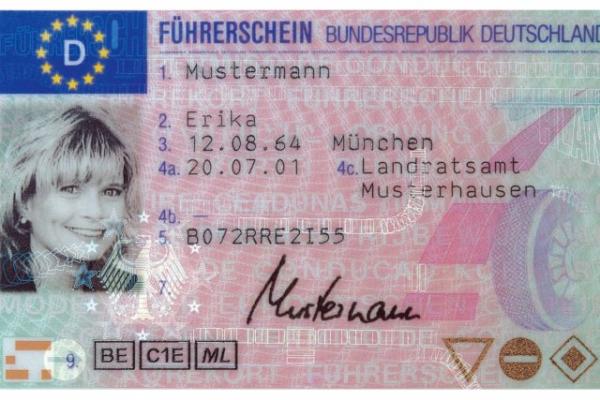 D
FÜHRERSCHEIN BUNDESREPUBLIK DEUTSCHLAND
1. Mustermann
2. Erika
3. 12.08.64 München
4a. 20.07.01 4c. Landratsamt
Musterhausen
4b. —
5. B072RRE2I55
7. Mustermann
9. BE C1E ML